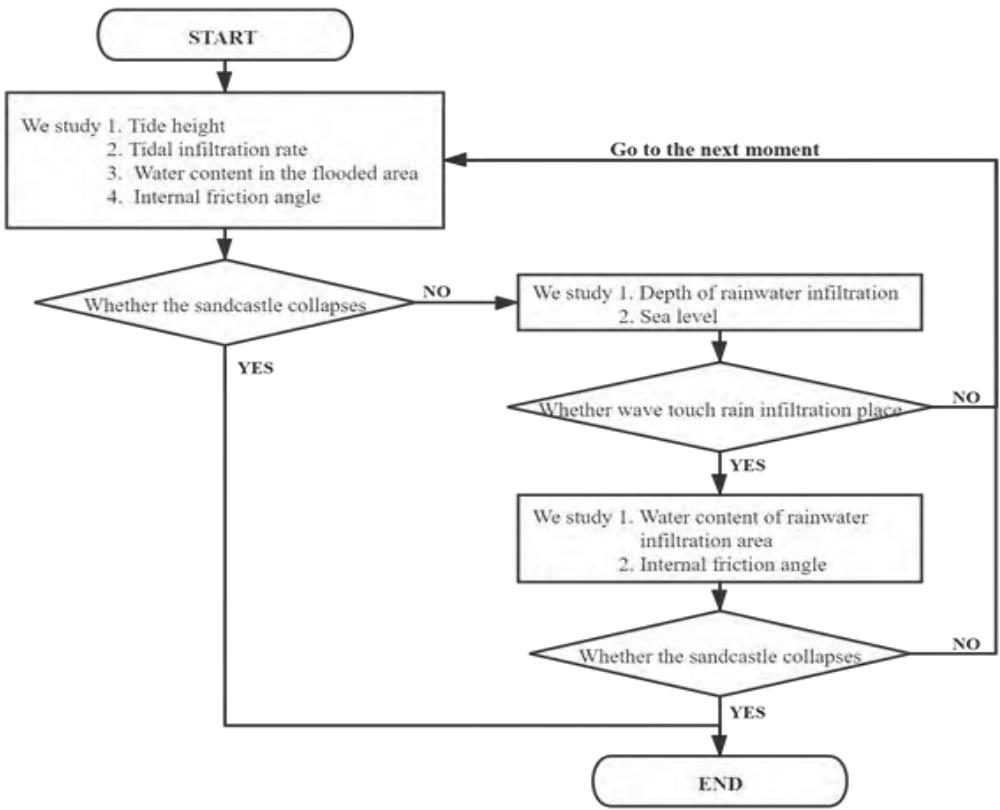 START
We study 1. Tide height
2. Tidal infiltration rate
3. Water content in the flooded area
4. Internal friction angle
Go to the next moment
Whether the sandcastle collapses
NO
YES
We study 1. Depth of rainwater infiltration
2. Sea level
Whether wave touch rain infiltration place
NO
YES
We study 1. Water content of rainwater
infiltration area
2. Internal friction angle
Whether the sandcastle collapses
NO
YES
END